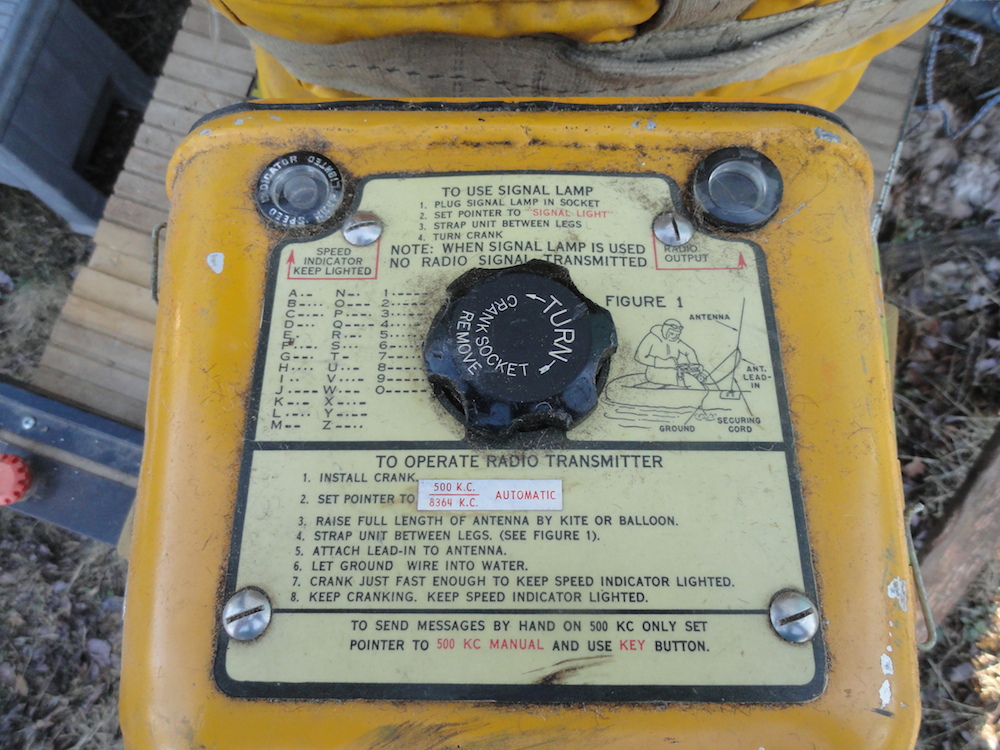 SPEED INDICATOR
TO USE SIGNAL LAMP
1. PLUG SIGNAL LAMP IN SOCKET
2. SET POINTER TO "SIGNAL LIGHT"
3. STRAP UNIT BETWEEN LEGS
4. TURN CRANK
NOTE: WHEN SIGNAL LAMP IS USED
NO RADIO SIGNAL TRANSMITTED
SPEED
INDICATOR
KEEP LIGHTED
RADIO
OUTPUT
A·– N–· 1·––––
B–··· O––– 2··–––
C–·–· P·––· 3···––
D–·· Q––·– 4····–
E· R·–· 5·····
F··–· S··· 6–····
G––· T– 7––···
H···· U··– 8–––··
I·· V···– 9––––·
J·––– W·–– 0–––––
K–·– X–··–
L·–·· Y–·––
M–– Z––··
TURN
CRANK SOCKET
REMOVE
FIGURE 1
ANTENNA
ANT.
LEAD-
IN
SECURING
CORD
GROUND
TO OPERATE RADIO TRANSMITTER
1. INSTALL CRANK.
2. SET POINTER TO 500 K.C. / 8364 K.C. AUTOMATIC
3. RAISE FULL LENGTH OF ANTENNA BY KITE OR BALLOON.
4. STRAP UNIT BETWEEN LEGS. (SEE FIGURE 1).
5. ATTACH LEAD-IN TO ANTENNA.
6. LET GROUND WIRE INTO WATER.
7. CRANK JUST FAST ENOUGH TO KEEP SPEED INDICATOR LIGHTED.
8. KEEP CRANKING. KEEP SPEED INDICATOR LIGHTED.
TO SEND MESSAGES BY HAND ON 500 KC ONLY SET
POINTER TO 500 KC MANUAL AND USE KEY BUTTON.